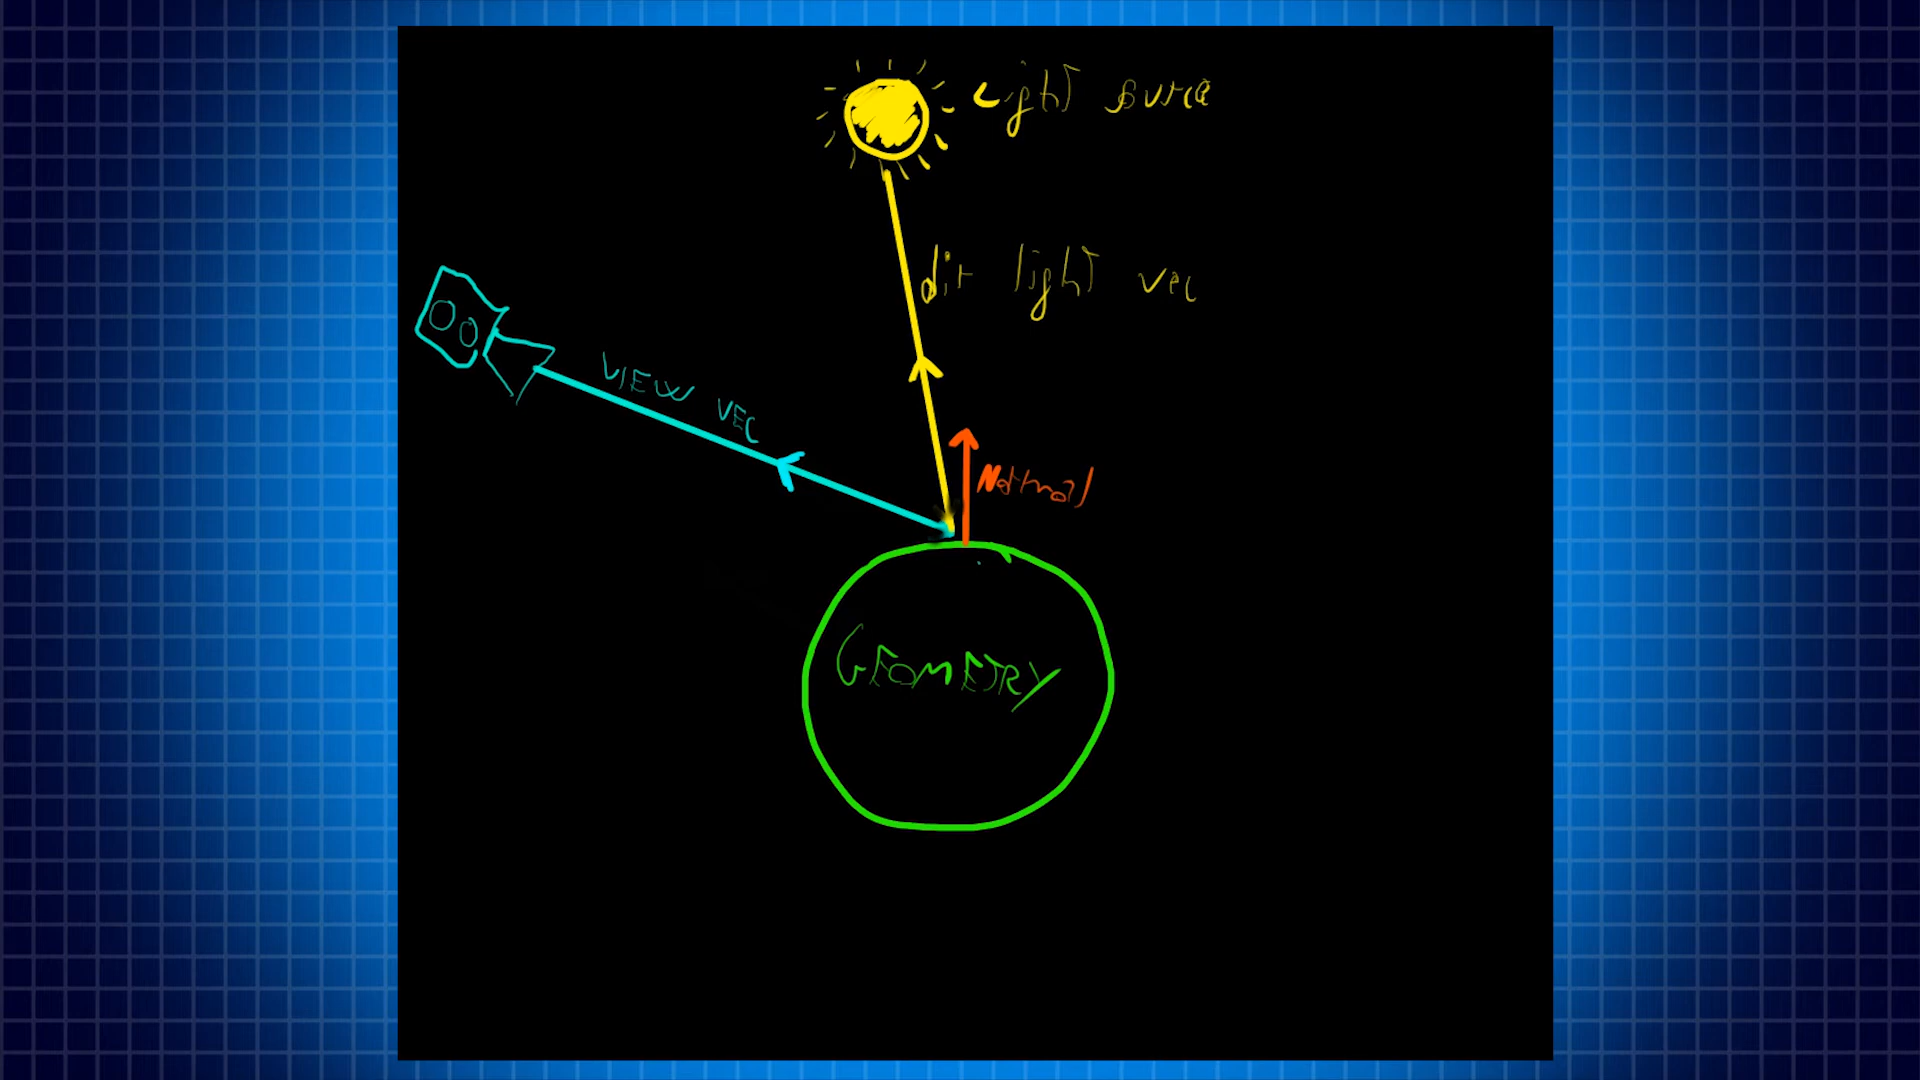 Light source
dir light vec
VIEW VEC
Normal
GEOMETRY